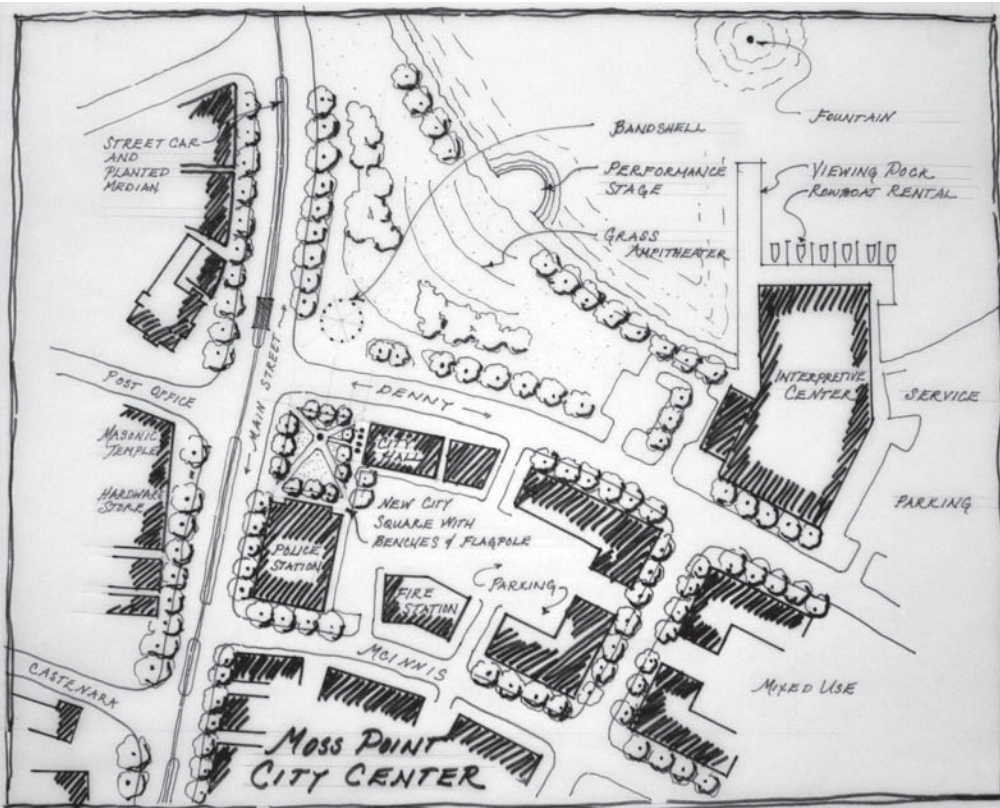 STREET CAR
AND
PLANTED
MEDIAN
BANDSHELL
PERFORMANCE
STAGE
GRASS
AMPITHEATER
FOUNTAIN
VIEWING DOCK
ROWBOAT RENTAL
INTERPRETIVE
CENTER
SERVICE
PARKING
POST OFFICE
MAIN STREET
DENNY
MASONIC
TEMPLE
HARDWARE
STORE
CITY
HALL
NEW CITY
SQUARE WITH
BENCHES & FLAGPOLE
POLICE
STATION
FIRE
STATION
PARKING
MCINNIS
CASTENARK
MIXED USE
MOSS POINT
CITY CENTER